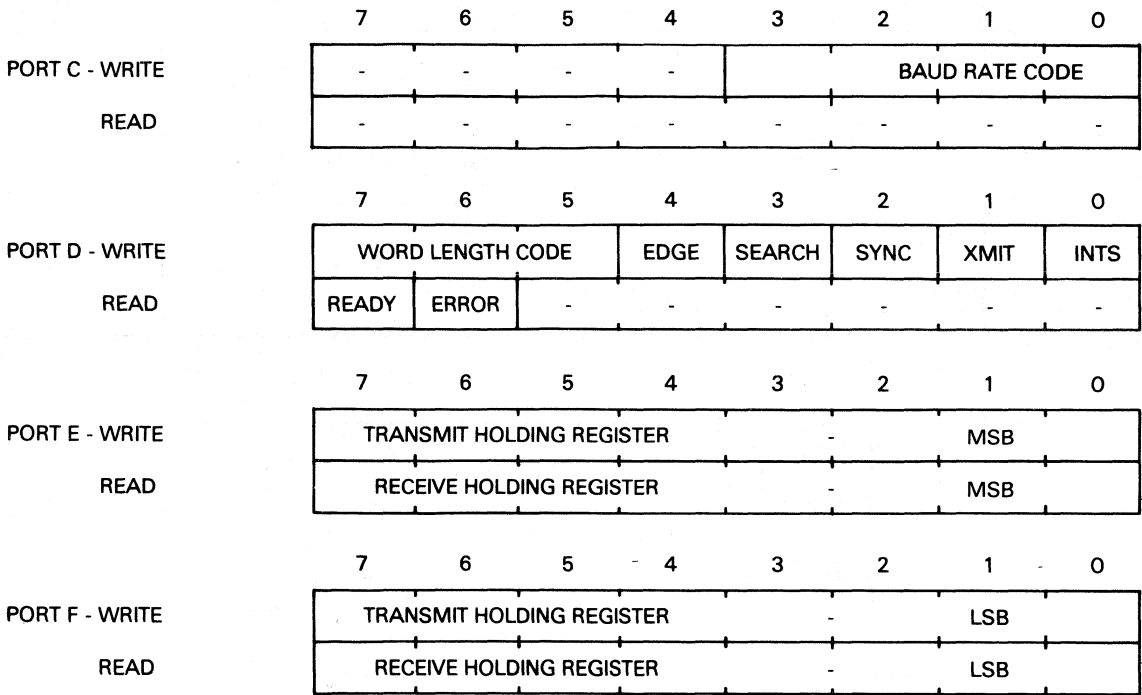 7 6 5 4 3 2 1 0
PORT C - WRITE - - - - BAUD RATE CODE
READ - - - - - - - -
7 6 5 4 3 2 1 0
PORT D - WRITE WORD LENGTH CODE EDGE SEARCH SYNC XMIT INTS
READ READY ERROR - - - - - -
7 6 5 4 3 2 1 0
PORT E - WRITE TRANSMIT HOLDING REGISTER - MSB
READ RECEIVE HOLDING REGISTER - MSB
7 6 5 4 3 2 1 0
PORT F - WRITE TRANSMIT HOLDING REGISTER - LSB
READ RECEIVE HOLDING REGISTER - LSB